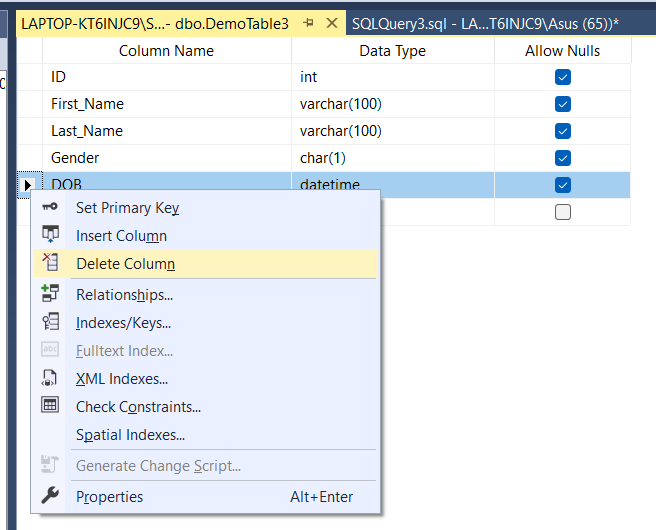 LAPTOP-KT6INJC9\S...- dbo.DemoTable3 SQLQuery3.sql - LA...T6INJC9\Asus (65))*
Column Name Data Type Allow Nulls
ID int
First_Name varchar(100)
Last_Name varchar(100)
Gender char(1)
DOB datetime
Set Primary Key
Insert Column
Delete Column
Relationships...
Indexes/Keys...
abc Fulltext Index...
XML Indexes...
Check Constraints...
Spatial Indexes...
Generate Change Script...
Properties Alt+Enter